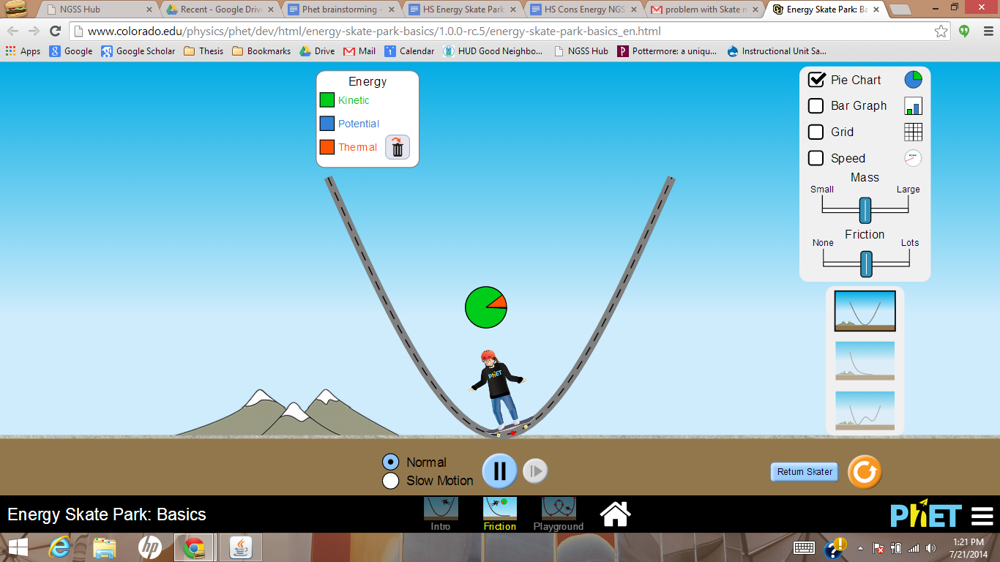 NGSS Hub
Recent - Google Driv
Phet brainstorming -
HS Energy Skate Park
HS Cons Energy NGS
problem with Skate n
Energy Skate Park: Ba
www.colorado.edu/physics/phet/dev/html/energy-skate-park-basics/1.0.0-rc.5/energy-skate-park-basics_en.html
Apps Google Google Scholar Thesis Bookmarks Drive Mail Calendar HUD Good Neighbo... NGSS Hub Pottermore: a uniqu... Instructional Unit Sa...
Energy
Kinetic
Potential
Thermal
Pie Chart
Bar Graph
Grid
Speed
Mass
Small Large
Friction
None Lots
PhET
Normal
Slow Motion
Return Skater
Energy Skate Park: Basics
Intro
Friction
Playground
PhET
hp
1:21 PM
7/21/2014